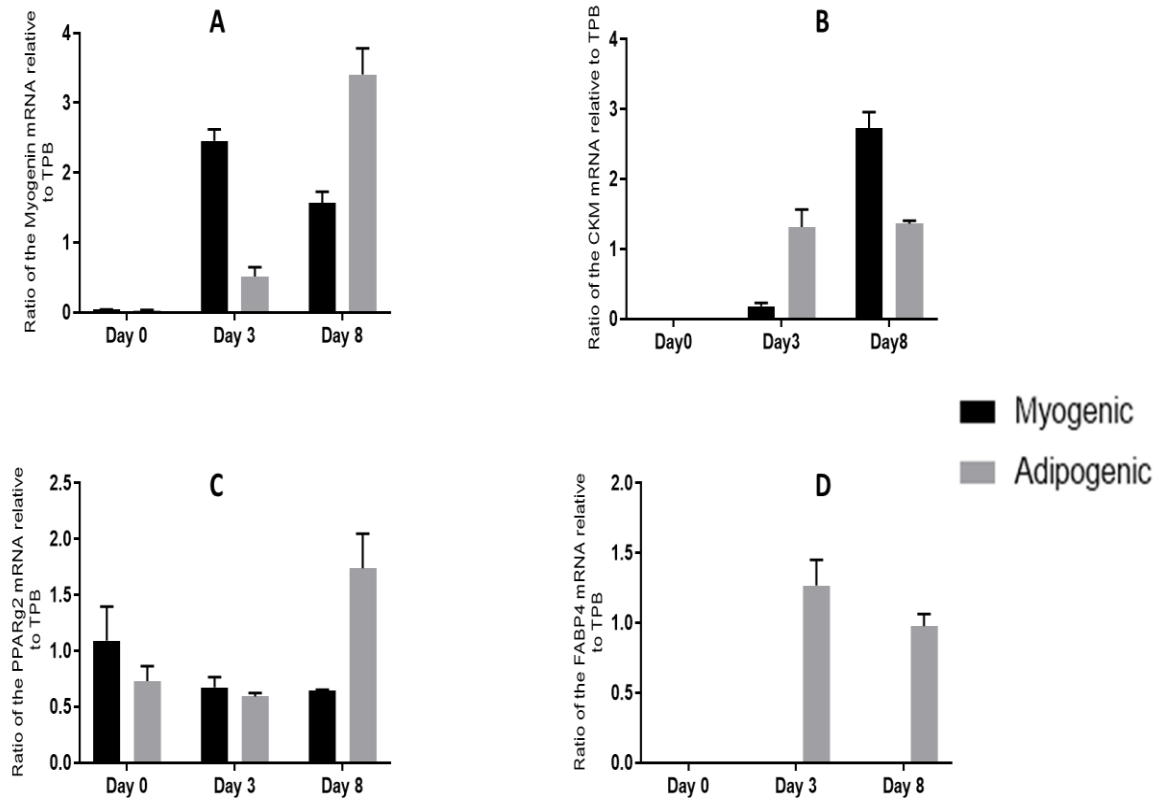 A
Ratio of the Myogenin mRNA relative
to TPB
4
3
2
1
0
Day 0 Day 3 Day 8
B
Ratio of the CKM mRNA relative to TPB
4
3
2
1
0
Day0 Day3 Day8
Myogenic
Adipogenic
C
Ratio of the PPARg2 mRNA relative
to TPB
2.5
2.0
1.5
1.0
0.5
0.0
Day 0 Day 3 Day 8
D
Ratio of the FABP4 mRNA relative
to TPB
2.0
1.5
1.0
0.5
0.0
Day 0 Day 3 Day 8